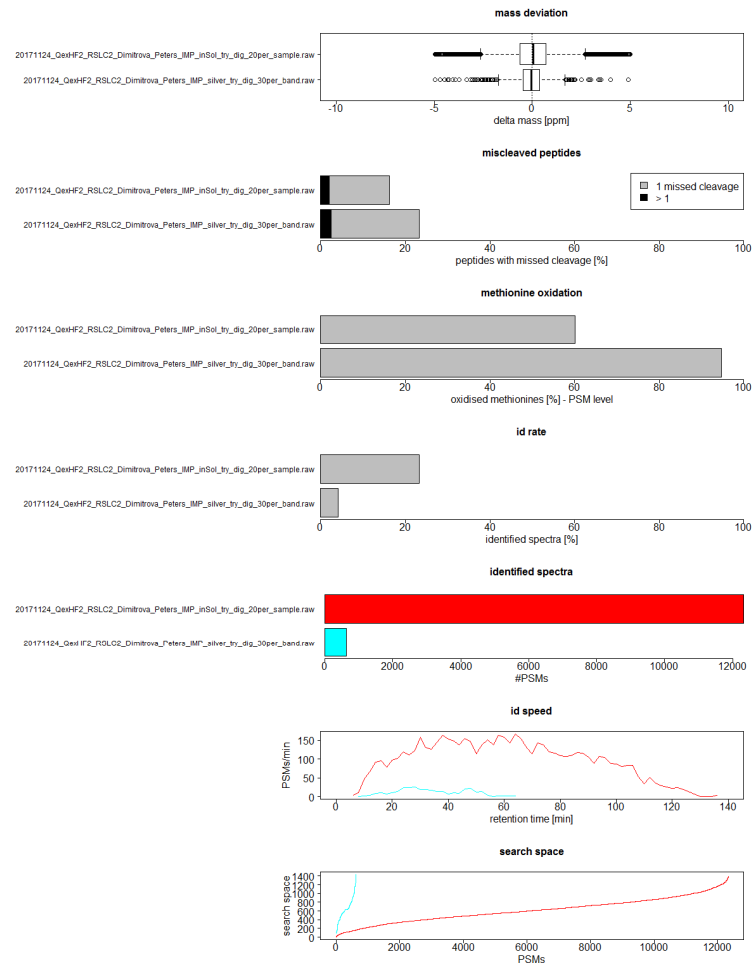 mass deviation
20171124_QexHF2_RSLC2_Dimitrova_Peters_IMP_inSol_try_dig_20per_sample.raw
20171124_QexHF2_RSLC2_Dimitrova_Peters_IMP_silver_try_dig_30per_band.raw
-10 -5 0 5 10
delta mass [ppm]
miscleaved peptides
20171124_QexHF2_RSLC2_Dimitrova_Peters_IMP_inSol_try_dig_20per_sample.raw
1 missed cleavage
> 1
20171124_QexHF2_RSLC2_Dimitrova_Peters_IMP_silver_try_dig_30per_band.raw
0 20 40 60 80 100
peptides with missed cleavage [%]
methionine oxidation
20171124_QexHF2_RSLC2_Dimitrova_Peters_IMP_inSol_try_dig_20per_sample.raw
20171124_QexHF2_RSLC2_Dimitrova_Peters_IMP_silver_try_dig_30per_band.raw
0 20 40 60 80 100
oxidised methionines [%] - PSM level
id rate
20171124_QexHF2_RSLC2_Dimitrova_Peters_IMP_inSol_try_dig_20per_sample.raw
20171124_QexHF2_RSLC2_Dimitrova_Peters_IMP_silver_try_dig_30per_band.raw
0 20 40 60 80 100
identified spectra [%]
identified spectra
20171124_QexHF2_RSLC2_Dimitrova_Peters_IMP_inSol_try_dig_20per_sample.raw
20171124_QexHF2_RSLC2_Dimitrova_Peters_IMP_silver_try_dig_30per_band.raw
0 2000 4000 6000 8000 10000 12000
#PSMs
id speed
PSMs/min
150
100
50
0
0 20 40 60 80 100 120 140
retention time [min]
search space
search space
1400
1200
1000
800
600
400
200
0
0 2000 4000 6000 8000 10000 12000
PSMs